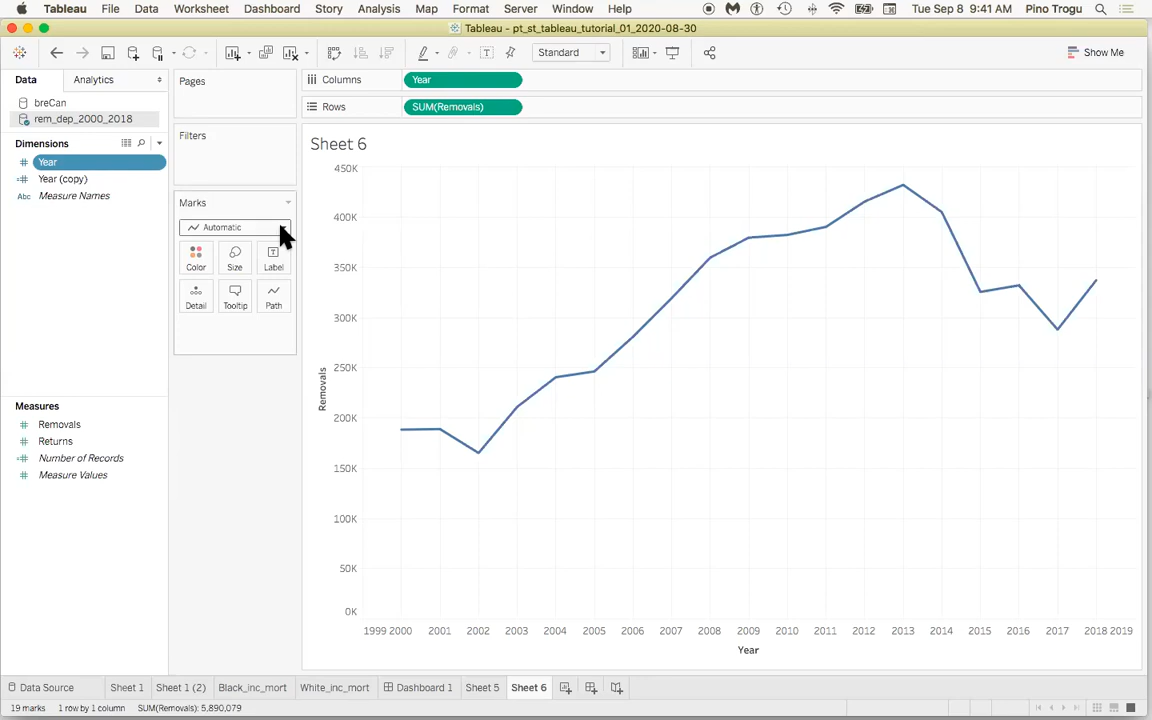 Tableau File Data Worksheet Dashboard Story Analysis Map Format Server Window Help Tue Sep 8 9:41 AM Pino Trogu
Tableau - pt_st_tableau_tutorial_01_2020-08-30
Standard Show Me
Data Analytics Pages Columns Year
breCan
rem_dep_2000_2018 Rows SUM(Removals)
Dimensions Filters Sheet 6
Year
Year (copy)
Abc Measure Names
Marks
Automatic
Color Size Label
Detail Tooltip Path
450K
400K
350K
300K
250K
200K
150K
100K
50K
0K
Removals
1999 2000 2001 2002 2003 2004 2005 2006 2007 2008 2009 2010 2011 2012 2013 2014 2015 2016 2017 2018 2019
Year
Measures
Removals
Returns
Number of Records
Measure Values
Data Source Sheet 1 Sheet 1 (2) Black_inc_mort White_inc_mort Dashboard 1 Sheet 5 Sheet 6
19 marks 1 row by 1 column SUM(Removals): 5,890,079